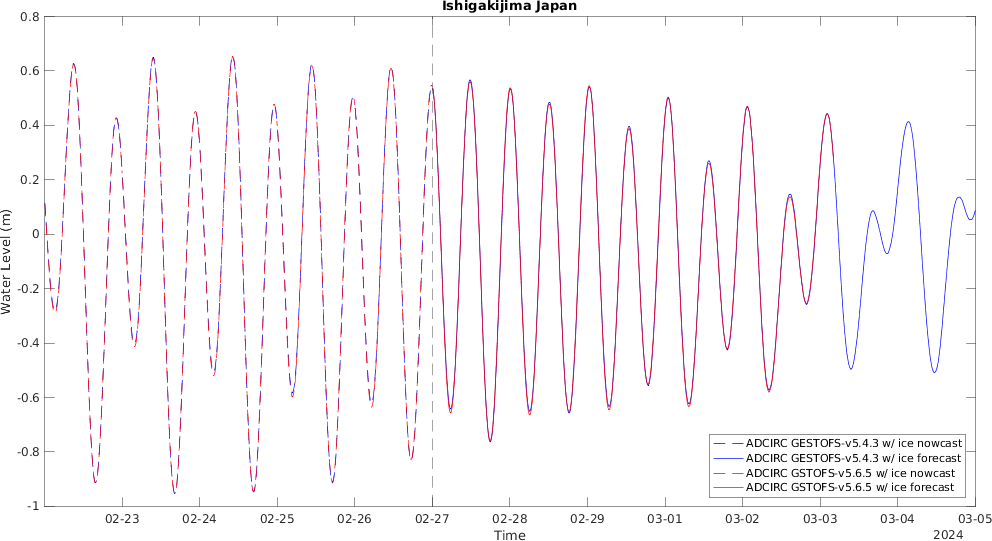 Ishigakijima Japan
0.8
0.6
0.4
0.2
0
-0.2
-0.4
-0.6
-0.8
-1
Water Level (m)
02-23 02-24 02-25 02-26 02-27 02-28 02-29 03-01 03-02 03-03 03-04 03-05
Time
2024
ADCIRC GESTOFS-v5.4.3 w/ ice nowcast
ADCIRC GESTOFS-v5.4.3 w/ ice forecast
ADCIRC GSTOFS-v5.6.5 w/ ice nowcast
ADCIRC GSTOFS-v5.6.5 w/ ice forecast